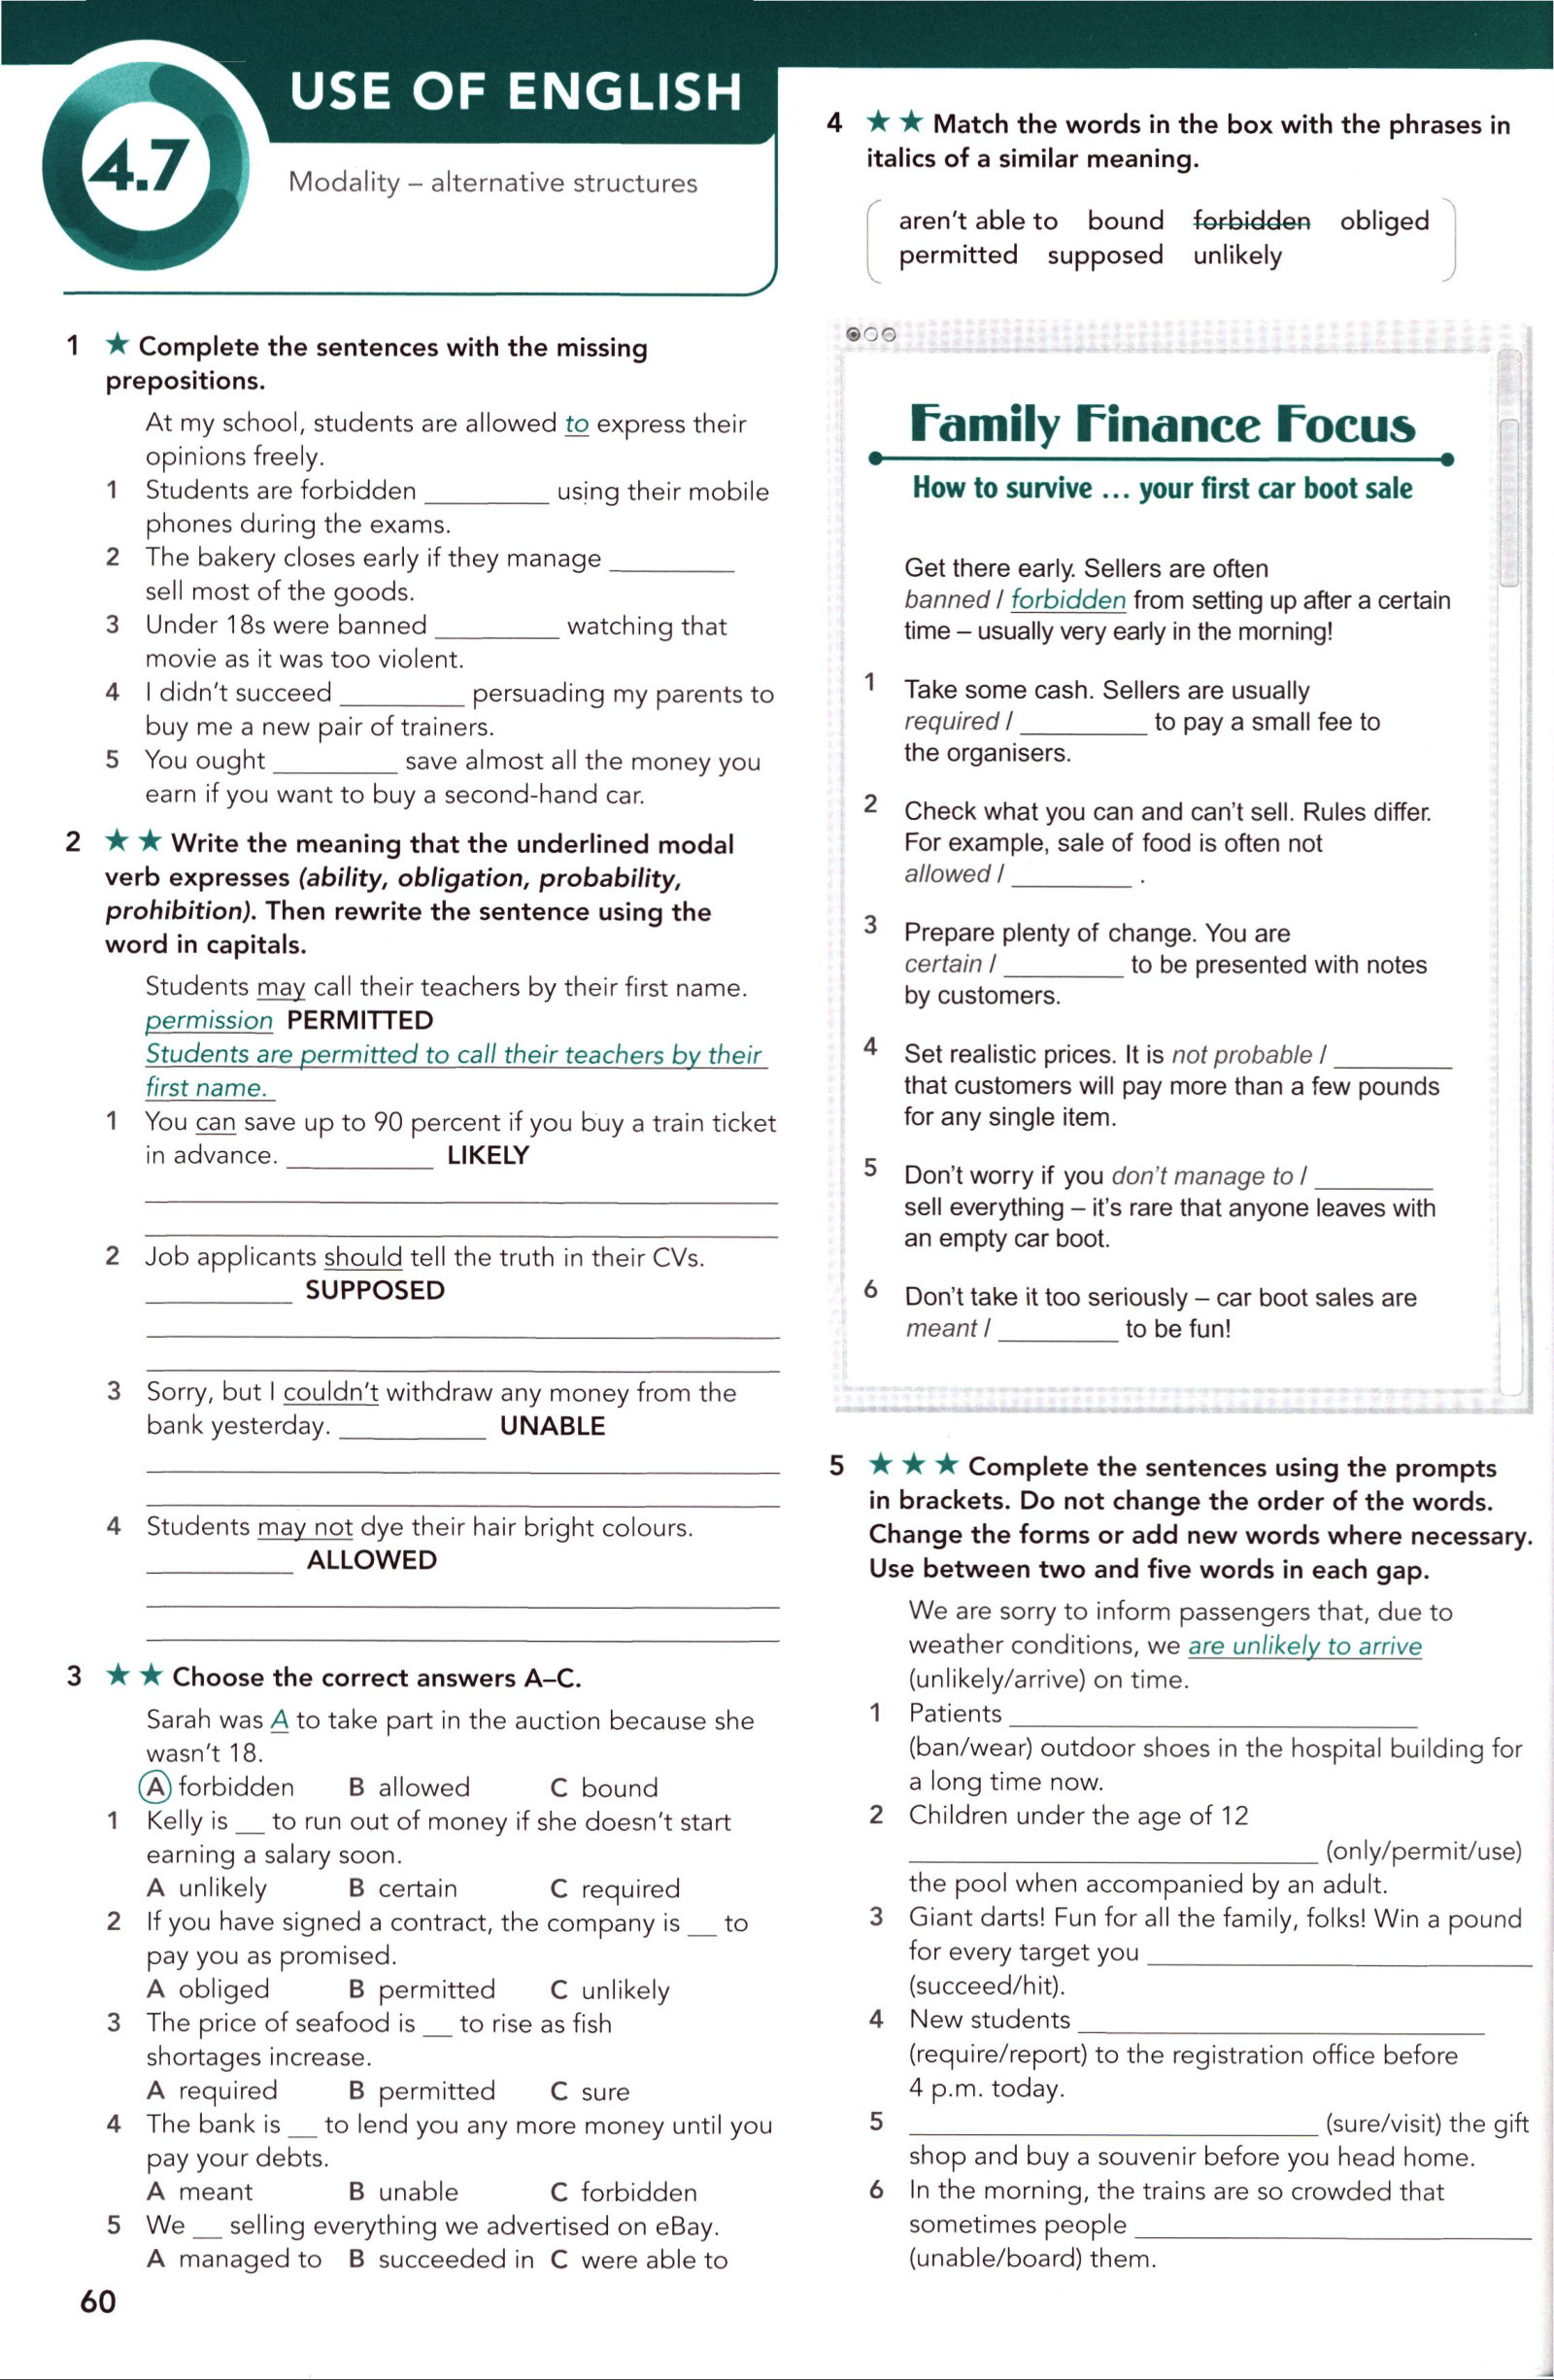 4.7
USE OF ENGLISH
Modality – alternative structures
1 ★ Complete the sentences with the missing
prepositions.
At my school, students are allowed to express their
opinions freely.
1 Students are forbidden __________ using their mobile
phones during the exams.
2 The bakery closes early if they manage __________
sell most of the goods.
3 Under 18s were banned __________ watching that
movie as it was too violent.
4 I didn't succeed __________ persuading my parents to
buy me a new pair of trainers.
5 You ought __________ save almost all the money you
earn if you want to buy a second-hand car.
2 ★ ★ Write the meaning that the underlined modal
verb expresses (ability, obligation, probability,
prohibition). Then rewrite the sentence using the
word in capitals.
Students may call their teachers by their first name.
permission PERMITTED
Students are permitted to call their teachers by their
first name.
1 You can save up to 90 percent if you buy a train ticket
in advance. __________ LIKELY
2 Job applicants should tell the truth in their CVs.
__________ SUPPOSED
3 Sorry, but I couldn't withdraw any money from the
bank yesterday. __________ UNABLE
4 Students may not dye their hair bright colours.
__________ ALLOWED
3 ★ ★ Choose the correct answers A–C.
Sarah was A to take part in the auction because she
wasn't 18.
A forbidden B allowed C bound
1 Kelly is __ to run out of money if she doesn't start
earning a salary soon.
A unlikely B certain C required
2 If you have signed a contract, the company is __ to
pay you as promised.
A obliged B permitted C unlikely
3 The price of seafood is __ to rise as fish
shortages increase.
A required B permitted C sure
4 The bank is __ to lend you any more money until you
pay your debts.
A meant B unable C forbidden
5 We __ selling everything we advertised on eBay.
A managed to B succeeded in C were able to
60
4 ★ ★ Match the words in the box with the phrases in
italics of a similar meaning.
aren't able to bound forbidden obliged
permitted supposed unlikely
Family Finance Focus
How to survive ... your first car boot sale
Get there early. Sellers are often
banned / forbidden from setting up after a certain
time – usually very early in the morning!
1 Take some cash. Sellers are usually
required / __________ to pay a small fee to
the organisers.
2 Check what you can and can't sell. Rules differ.
For example, sale of food is often not
allowed / __________ .
3 Prepare plenty of change. You are
certain / __________ to be presented with notes
by customers.
4 Set realistic prices. It is not probable / __________
that customers will pay more than a few pounds
for any single item.
5 Don't worry if you don't manage to / __________
sell everything – it's rare that anyone leaves with
an empty car boot.
6 Don't take it too seriously – car boot sales are
meant / __________ to be fun!
5 ★ ★ ★ Complete the sentences using the prompts
in brackets. Do not change the order of the words.
Change the forms or add new words where necessary.
Use between two and five words in each gap.
We are sorry to inform passengers that, due to
weather conditions, we are unlikely to arrive
(unlikely/arrive) on time.
1 Patients __________
(ban/wear) outdoor shoes in the hospital building for
a long time now.
2 Children under the age of 12
__________ (only/permit/use)
the pool when accompanied by an adult.
3 Giant darts! Fun for all the family, folks! Win a pound
for every target you __________
(succeed/hit).
4 New students __________
(require/report) to the registration office before
4 p.m. today.
5 __________ (sure/visit) the gift
shop and buy a souvenir before you head home.
6 In the morning, the trains are so crowded that
sometimes people __________
(unable/board) them.